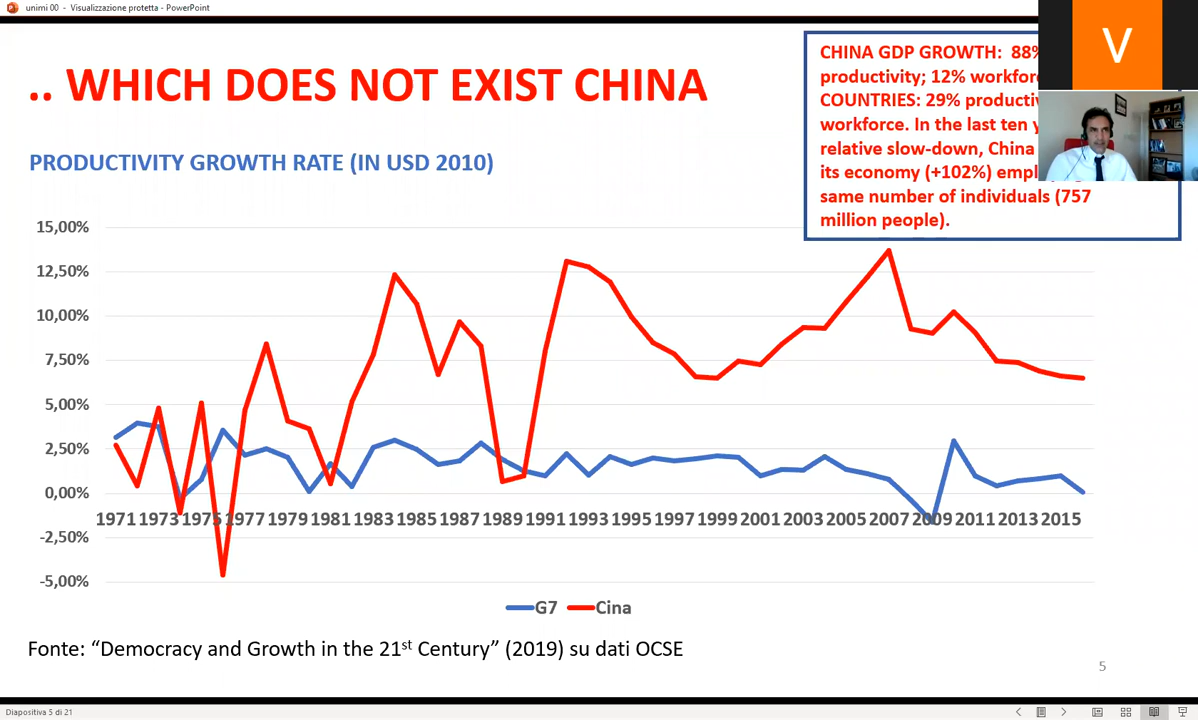 unimi 00 - Visualizzazione protetta - PowerPoint
.. WHICH DOES NOT EXIST CHINA
CHINA GDP GROWTH: 88%
productivity; 12%
COUNTRIES: 29%
workforce. In the last ten
relative slow-down, China
its economy (+102%)
same number of individuals (757
million people).
V
PRODUCTIVITY GROWTH RATE (IN USD 2010)
15,00%
12,50%
10,00%
7,50%
5,00%
2,50%
0,00%
-2,50%
-5,00%
1971 1973 1975 1977 1979 1981 1983 1985 1987 1989 1991 1993 1995 1997 1999 2001 2003 2005 2007 2009 2011 2013 2015
G7 Cina
Fonte: “Democracy and Growth in the 21st Century” (2019) su dati OCSE
5
Diapositiva 5 di 21